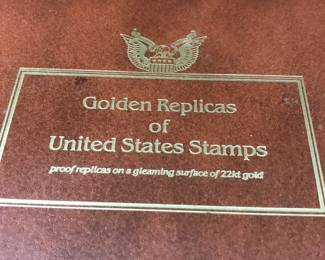 Golden Replicas
of
United States Stamps
proof replicas on a gleaming surface of 22kt gold